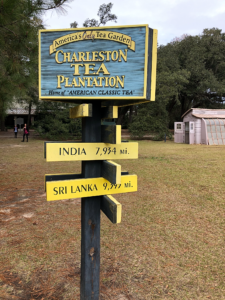 America's Only Tea Garden
CHARLESTON
TEA
PLANTATION
Home of "AMERICAN CLASSIC TEA"
INDIA 7,934 mi.
SRI LANKA 9,397 mi.